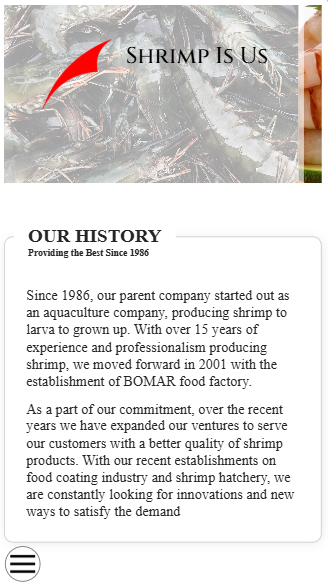 Shrimp Is Us
OUR HISTORY
Providing the Best Since 1986
Since 1986, our parent company started out as
an aquaculture company, producing shrimp to
larva to grown up. With over 15 years of
experience and professionalism producing
shrimp, we moved forward in 2001 with the
establishment of BOMAR food factory.
As a part of our commitment, over the recent
years we have expanded our ventures to serve
our customers with a better quality of shrimp
products. With our recent establishments on
food coating industry and shrimp hatchery, we
are constantly looking for innovations and new
ways to satisfy the demand